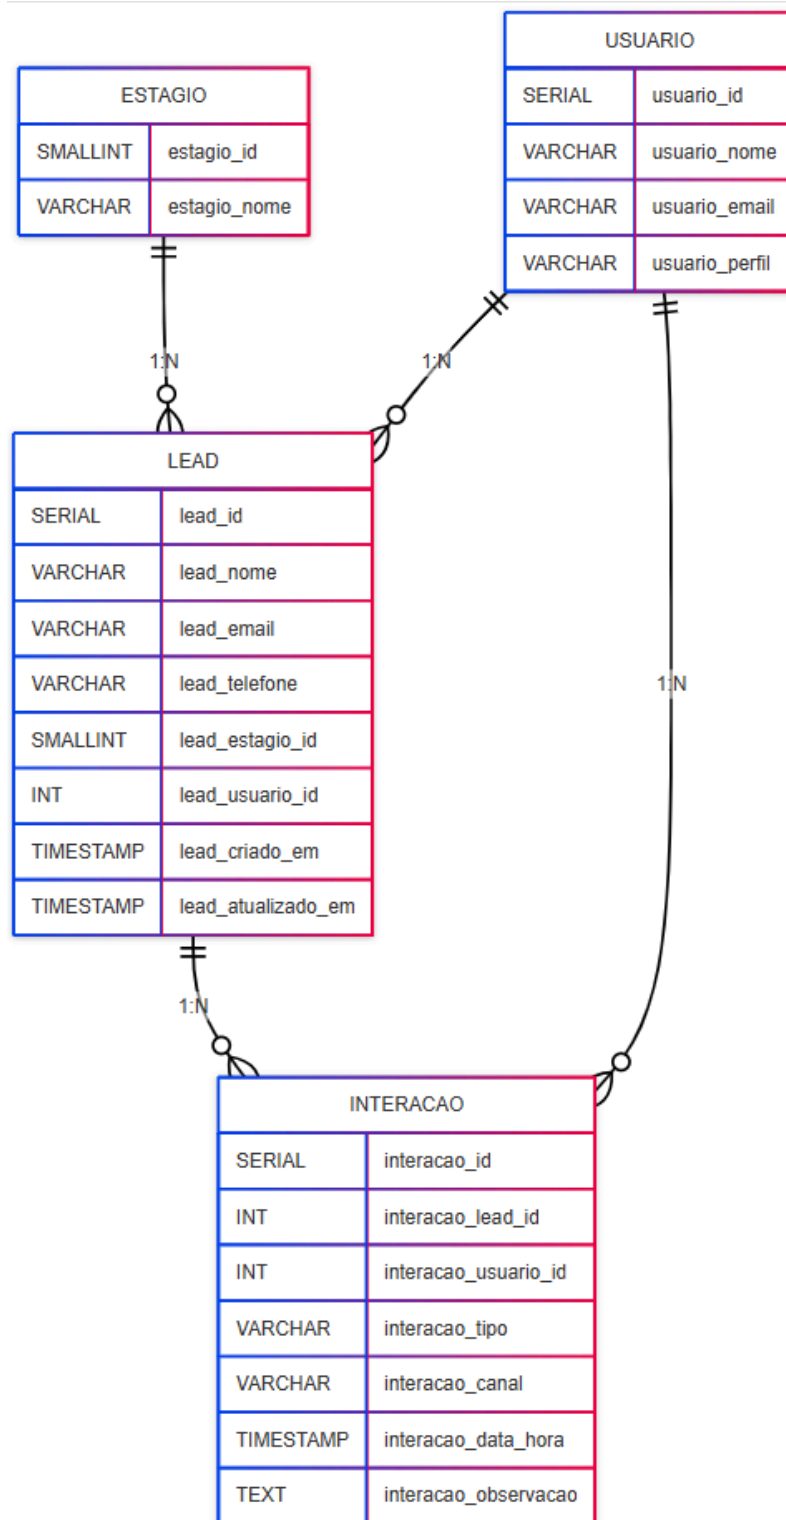 USUARIO
SERIAL usuario_id
VARCHAR usuario_nome
VARCHAR usuario_email
VARCHAR usuario_perfil
ESTAGIO
SMALLINT estagio_id
VARCHAR estagio_nome
1:N
1:N
LEAD
SERIAL lead_id
VARCHAR lead_nome
VARCHAR lead_email
VARCHAR lead_telefone
SMALLINT lead_estagio_id
INT lead_usuario_id
TIMESTAMP lead_criado_em
TIMESTAMP lead_atualizado_em
1:N
1:N
INTERACAO
SERIAL interacao_id
INT interacao_lead_id
INT interacao_usuario_id
VARCHAR interacao_tipo
VARCHAR interacao_canal
TIMESTAMP interacao_data_hora
TEXT interacao_observacao